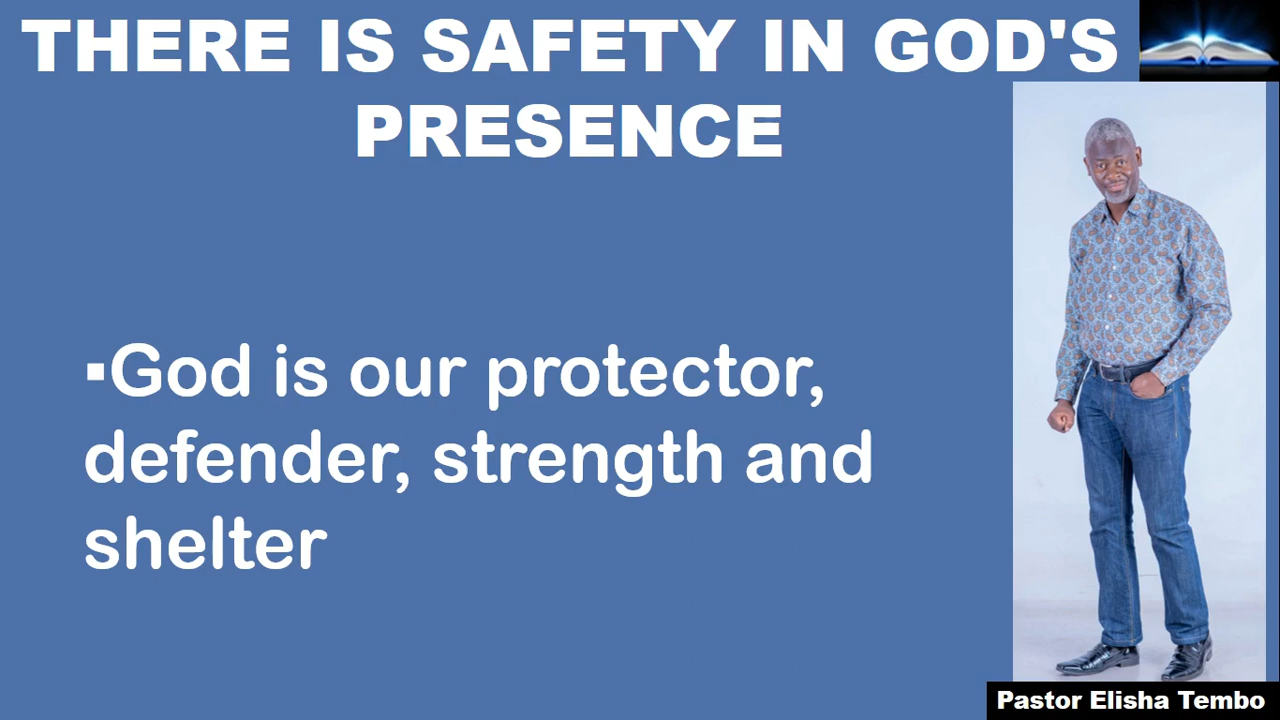 THERE IS SAFETY IN GOD'S
PRESENCE
▪God is our protector,
defender, strength and
shelter
Pastor Elisha Tembo